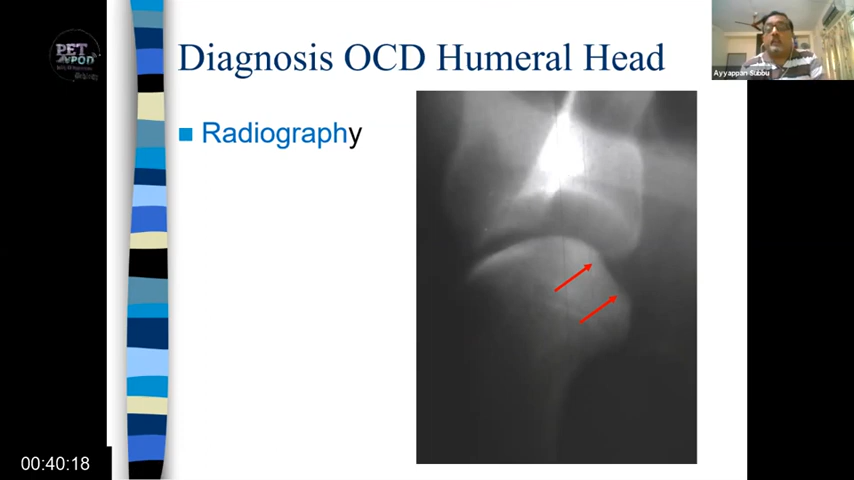 PET
POD
Diagnosis OCD Humeral Head
Ayyappan Subbu
Radiography
00:40:18